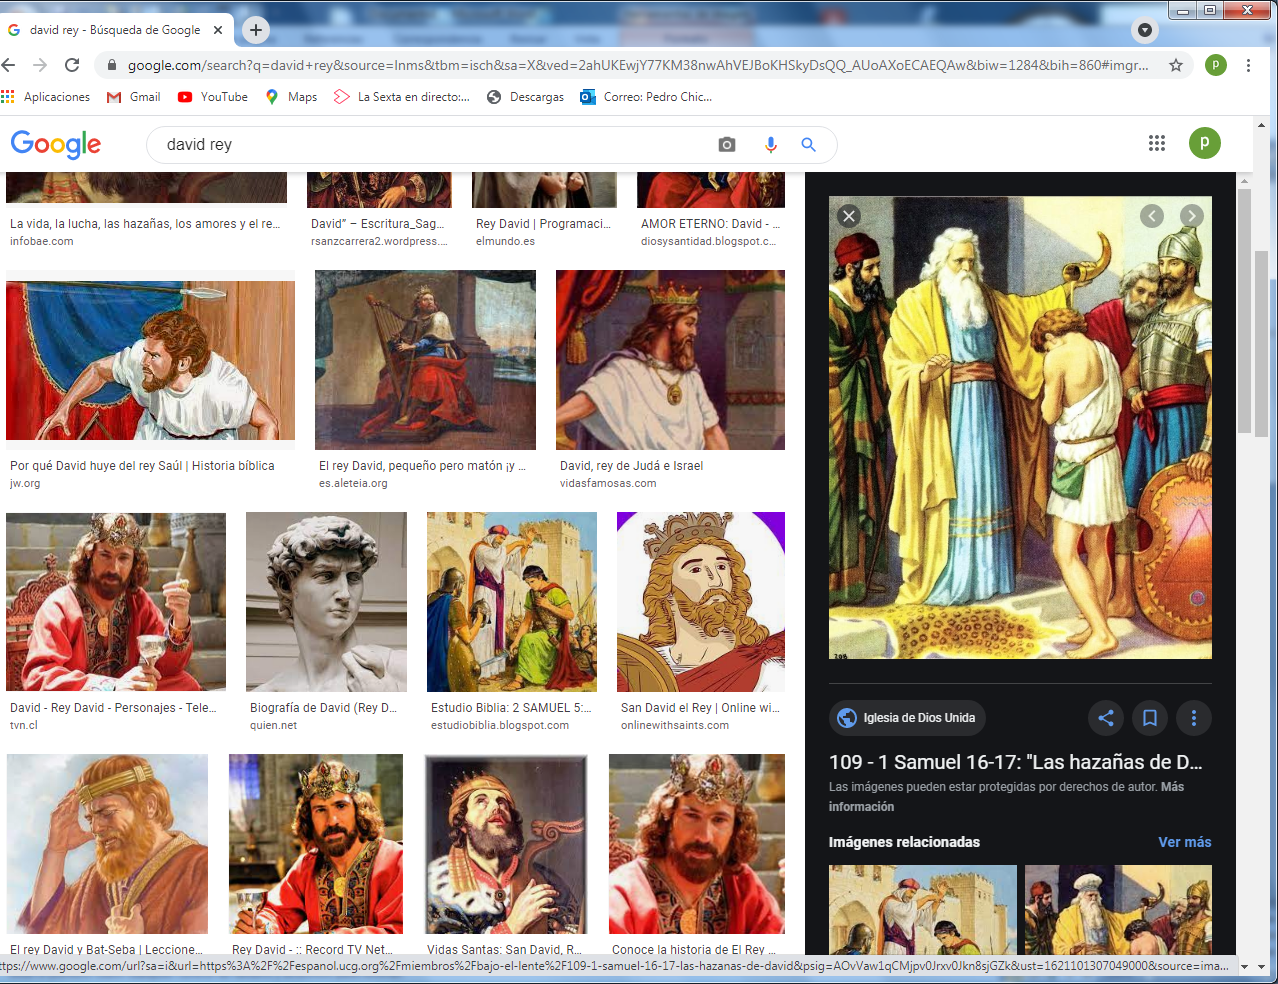 david rey - Búsqueda de Google
google.com/search?q=david+rey&source=lnms&tbm=isch&sa=X&ved=2ahUKEwjY77KM38nwAhVEJBoKHSkyDsQQ_AUoAXoECAEQAw&biw=1284&bih=860#imgr...
p
Aplicaciones
Gmail
YouTube
Maps
La Sexta en directo:...
Descargas
Correo: Pedro Chic...
Google
david rey
p
La vida, la lucha, las hazañas, los amores y el re...
infobae.com
David" – Escritura_Sag...
rsanzcarrera2.wordpress....
Rey David | Programaci...
elmundo.es
AMOR ETERNO: David - ...
diosysantidad.blogspot.c...
Por qué David huye del rey Saúl | Historia bíblica
jw.org
El rey David, pequeño pero matón ¡y ...
es.aleteia.org
David, rey de Judá e Israel
vidasfamosas.com
David - Rey David - Personajes - Tele...
tvn.cl
Biografía de David (Rey D...
quien.net
Estudio Biblia: 2 SAMUEL 5:...
estudiobiblia.blogspot.com
San David el Rey | Online wi...
onlinewithsaints.com
El rey David y Bat-Seba | Leccione...
Rey David - :: Record TV Net...
Vidas Santas: San David, R...
Conoce la historia de El Rey ...
208
Iglesia de Dios Unida
109 - 1 Samuel 16-17: "Las hazañas de D...
Las imágenes pueden estar protegidas por derechos de autor. Más
información
Imágenes relacionadas
Ver más
ttps://www.google.com/url?sa=i&url=https%3A%2F%2Fespanol.ucg.org%2Fmiembros%2Fbajo-el-lente%2F109-1-samuel-16-17-las-hazanas-de-david&psig=AOvVaw1qCMjpv0Jrxv0Jkn8sjGZk&ust=1621101307049000&source=ima...